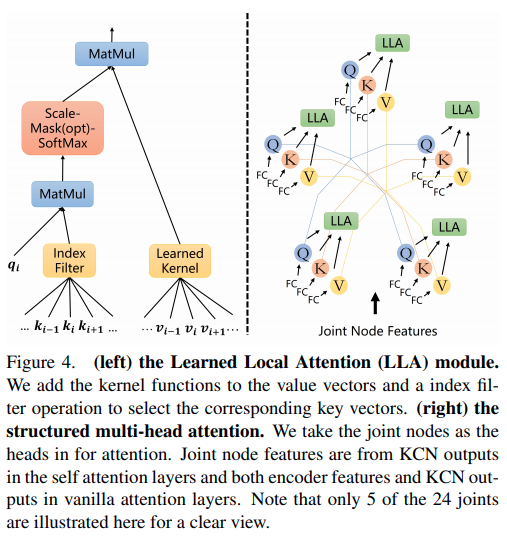 MatMul
Scale-
Mask(opt)-
SoftMax
MatMul
q_i
Index
Filter
Learned
Kernel
... k_{i-1} k_i k_{i+1} ...
... v_{i-1} v_i v_{i+1} ...
LLA
Q
K
V
FC
FC
FC
LLA
Q
K
V
FC
FC
FC
LLA
Q
K
V
FC
FC
FC
LLA
Q
K
V
FC
FC
FC
LLA
Q
K
V
FC
FC
FC
Joint Node Features
Figure 4. (left) the Learned Local Attention (LLA) module.
We add the kernel functions to the value vectors and a index fil-
ter operation to select the corresponding key vectors. (right) the
structured multi-head attention. We take the joint nodes as the
heads in for attention. Joint node features are from KCN outputs
in the self attention layers and both encoder features and KCN out-
puts in vanilla attention layers. Note that only 5 of the 24 joints
are illustrated here for a clear view.